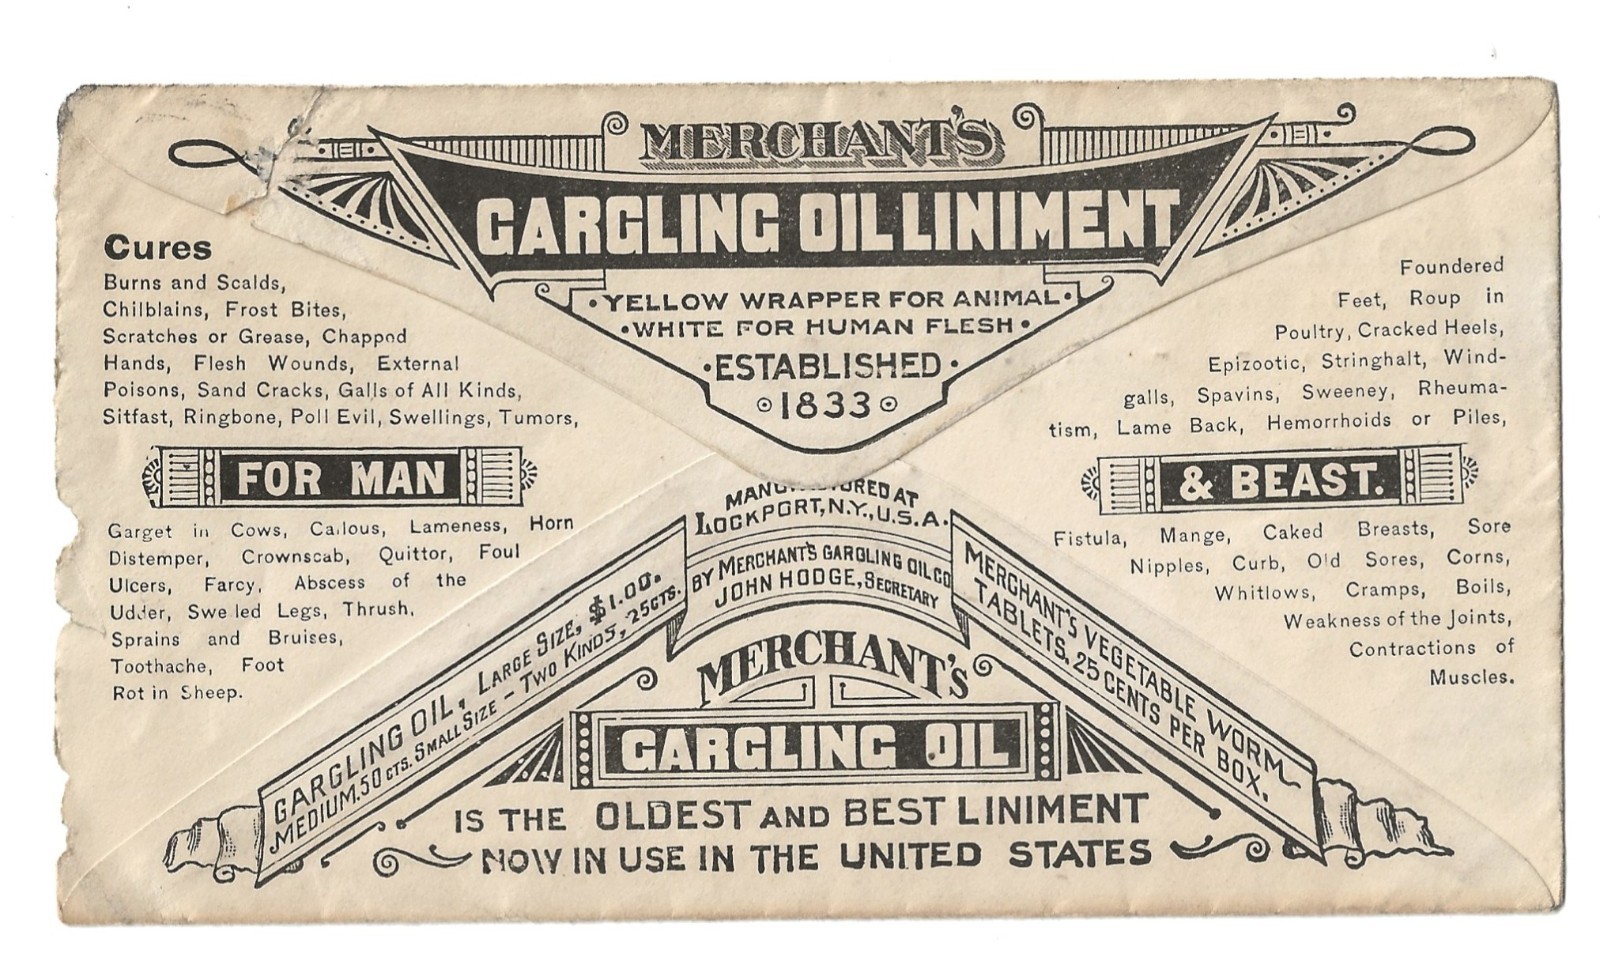 MERCHANT'S
GARGLING OIL LINIMENT
·YELLOW WRAPPER FOR ANIMAL·
·WHITE FOR HUMAN FLESH·
·ESTABLISHED·
1833
Cures
Burns and Scalds,
Chilblains, Frost Bites,
Scratches or Grease, Chappod
Hands, Flesh Wounds, External
Poisons, Sand Cracks, Galls of All Kinds,
Sitfast, Ringbone, Poll Evil, Swellings, Tumors,
FOR MAN
Garget in Cows, Callous, Lameness, Horn
Distemper, Crownscab, Quittor, Foul
Ulcers, Farcy, Abscess of the
Udder, Swelled Legs, Thrush,
Sprains and Bruises,
Toothache, Foot
Rot in Sheep.
Foundered
Feet, Roup in
Poultry, Cracked Heels,
Epizootic, Stringhalt, Wind-
galls, Spavins, Sweeney, Rheuma-
tism, Lame Back, Hemorrhoids or Piles,
& BEAST.
Fistula, Mange, Caked Breasts, Sore
Nipples, Curb, Old Sores, Corns,
Whitlows, Cramps, Boils,
Weakness of the Joints,
Contractions of
Muscles.
MANUFACTURED AT
LOCKPORT, N.Y., U.S.A.
BY MERCHANT'S GARGLING OIL CO
JOHN HODGE, SECRETARY
GARGLING OIL, LARGE SIZE, $1.00.
MEDIUM. 50 CTS. SMALL SIZE - TWO KINDS, 25 CTS.
MERCHANT'S VEGETABLE WORM
TABLETS, 25 CENTS PER BOX.
MERCHANT'S
GARGLING OIL
IS THE OLDEST AND BEST LINIMENT
NOW IN USE IN THE UNITED STATES